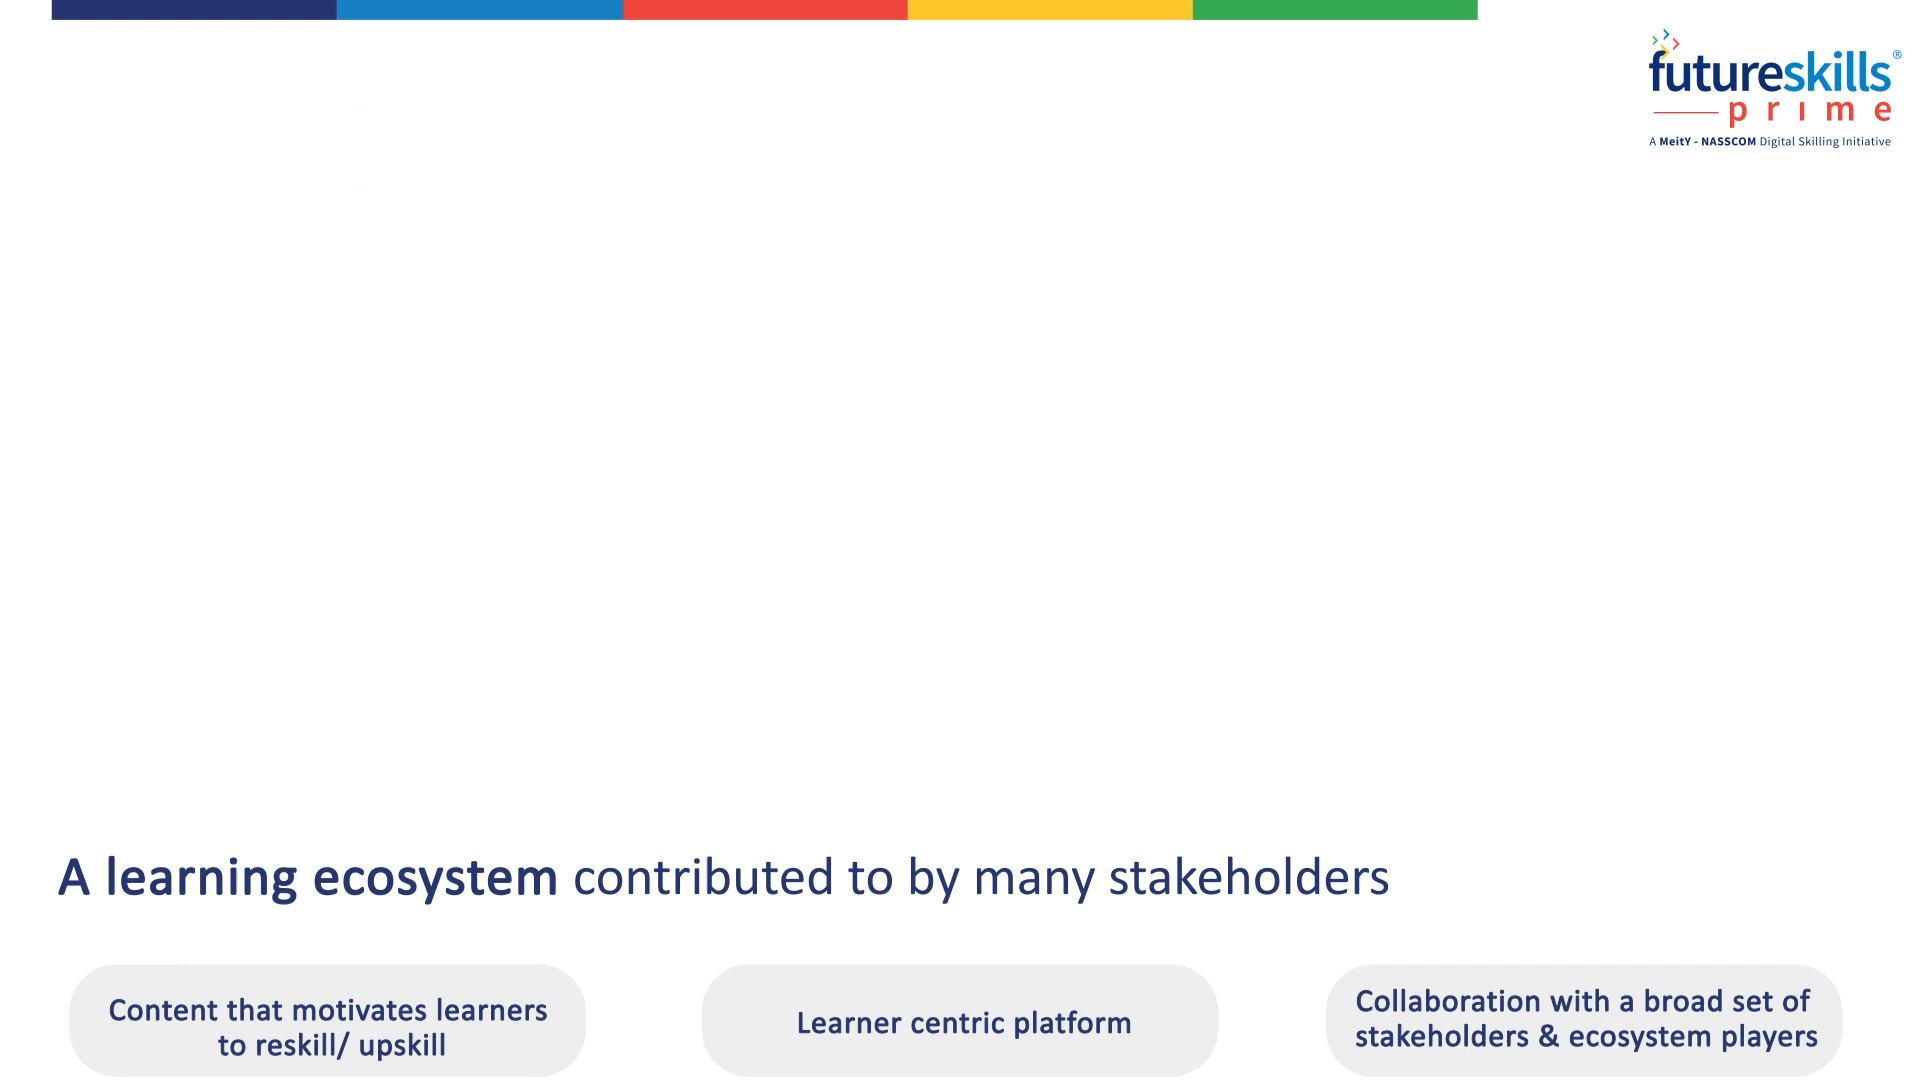 futureskills®
prime
A MeitY - NASSCOM Digital Skilling Initiative
A learning ecosystem contributed to by many stakeholders
Content that motivates learners
to reskill/ upskill
Learner centric platform
Collaboration with a broad set of
stakeholders & ecosystem players